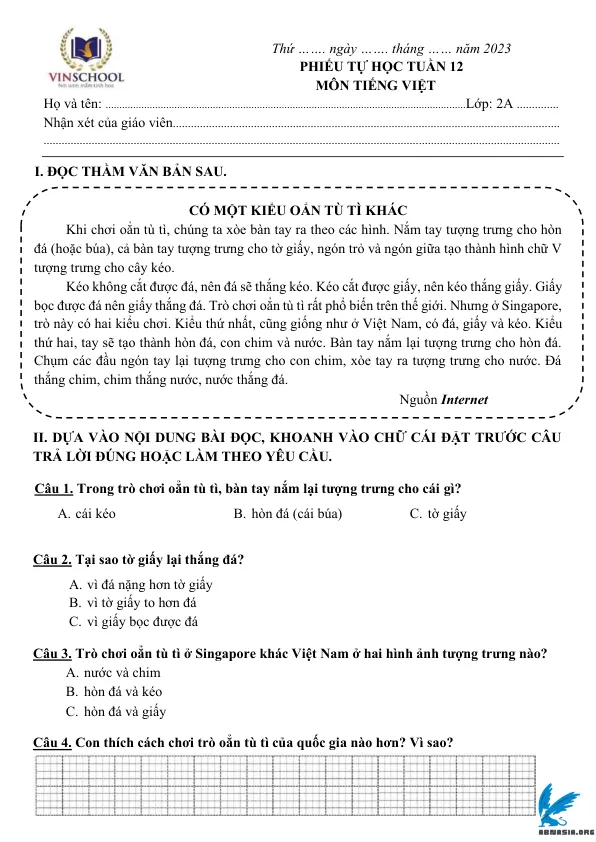 VINSCHOOL
Nơi ươm mầm tinh hoa
Thứ ……. ngày ……. tháng …… năm 2023
PHIẾU TỰ HỌC TUẦN 12
MÔN TIẾNG VIỆT
Họ và tên: ..........Lớp: 2A ..............
Nhận xét của giáo viên..........
I. ĐỌC THẦM VĂN BẢN SAU.
CÓ MỘT KIỂU OẲN TÙ TÌ KHÁC
Khi chơi oẳn tù tì, chúng ta xòe bàn tay ra theo các hình. Nắm tay tượng trưng cho hòn
đá (hoặc búa), cả bàn tay tượng trưng cho tờ giấy, ngón trỏ và ngón giữa tạo thành hình chữ V
tượng trưng cho cây kéo.
Kéo không cắt được đá, nên đá sẽ thắng kéo. Kéo cắt được giấy, nên kéo thắng giấy. Giấy
bọc được đá nên giấy thắng đá. Trò chơi oẳn tù tì rất phổ biến trên thế giới. Nhưng ở Singapore,
trò này có hai kiểu chơi. Kiểu thứ nhất, cũng giống như ở Việt Nam, có đá, giấy và kéo. Kiểu
thứ hai, tay sẽ tạo thành hòn đá, con chim và nước. Bàn tay nắm lại tượng trưng cho hòn đá.
Chụm các đầu ngón tay lại tượng trưng cho con chim, xòe tay ra tượng trưng cho nước. Đá
thắng chim, chim thắng nước, nước thắng đá.
Nguồn Internet
II. DỰA VÀO NỘI DUNG BÀI ĐỌC, KHOANH VÀO CHỮ CÁI ĐẶT TRƯỚC CÂU
TRẢ LỜI ĐÚNG HOẶC LÀM THEO YÊU CẦU.
Câu 1. Trong trò chơi oẳn tù tì, bàn tay nắm lại tượng trưng cho cái gì?
A. cái kéo B. hòn đá (cái búa) C. tờ giấy
Câu 2. Tại sao tờ giấy lại thắng đá?
A. vì đá nặng hơn tờ giấy
B. vì tờ giấy to hơn đá
C. vì giấy bọc được đá
Câu 3. Trò chơi oẳn tù tì ở Singapore khác Việt Nam ở hai hình ảnh tượng trưng nào?
A. nước và chim
B. hòn đá và kéo
C. hòn đá và giấy
Câu 4. Con thích cách chơi trò oẳn tù tì của quốc gia nào hơn? Vì sao?
ABNASIA.ORG